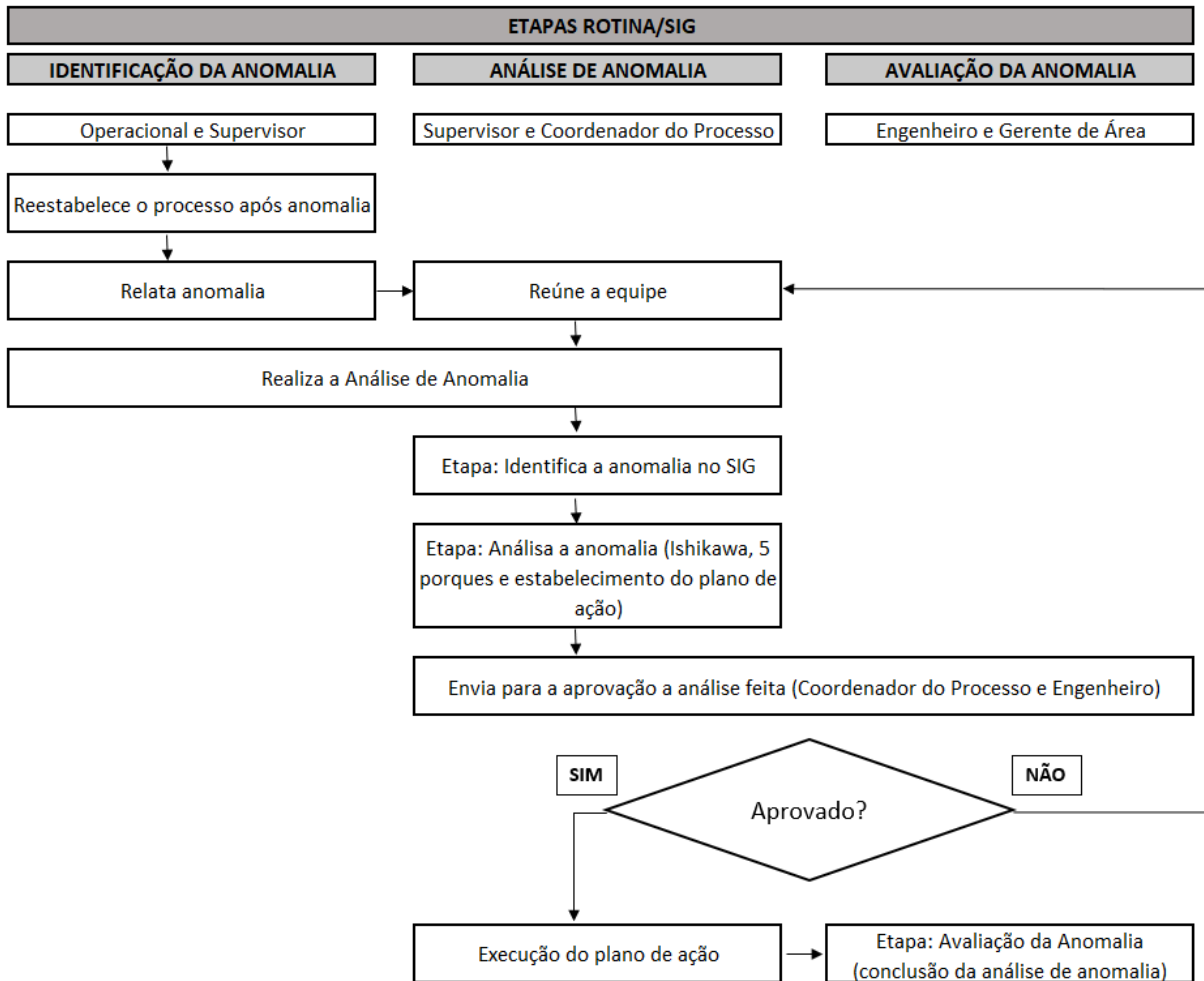 ETAPAS ROTINA/SIG
IDENTIFICAÇÃO DA ANOMALIA
ANÁLISE DE ANOMALIA
AVALIAÇÃO DA ANOMALIA
Operacional e Supervisor
Supervisor e Coordenador do Processo
Engenheiro e Gerente de Área
Reestabelece o processo após anomalia
Relata anomalia
Reúne a equipe
Realiza a Análise de Anomalia
Etapa: Identifica a anomalia no SIG
Etapa: Análisa a anomalia (Ishikawa, 5
porques e estabelecimento do plano de
ação)
Envia para a aprovação a análise feita (Coordenador do Processo e Engenheiro)
SIM
NÃO
Aprovado?
Execução do plano de ação
Etapa: Avaliação da Anomalia
(conclusão da análise de anomalia)